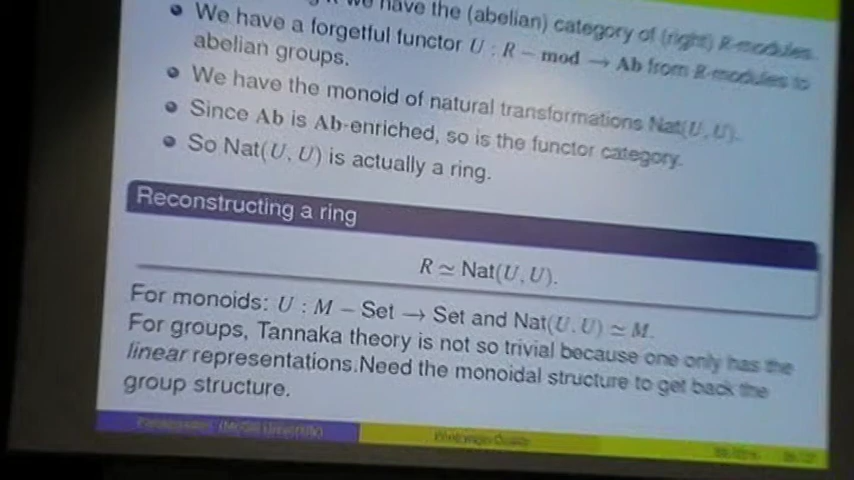 we have the (abelian) category of (right) R-modules.
We have a forgetful functor U : R − mod → Ab from R-modules to
abelian groups.
We have the monoid of natural transformations Nat(U, U).
Since Ab is Ab-enriched, so is the functor category.
So Nat(U, U) is actually a ring.
Reconstructing a ring
R ≃ Nat(U, U).
For monoids: U : M − Set → Set and Nat(U, U) ≃ M.
For groups, Tannaka theory is not so trivial because one only has the
linear representations.Need the monoidal structure to get back the
group structure.
(McGill University)